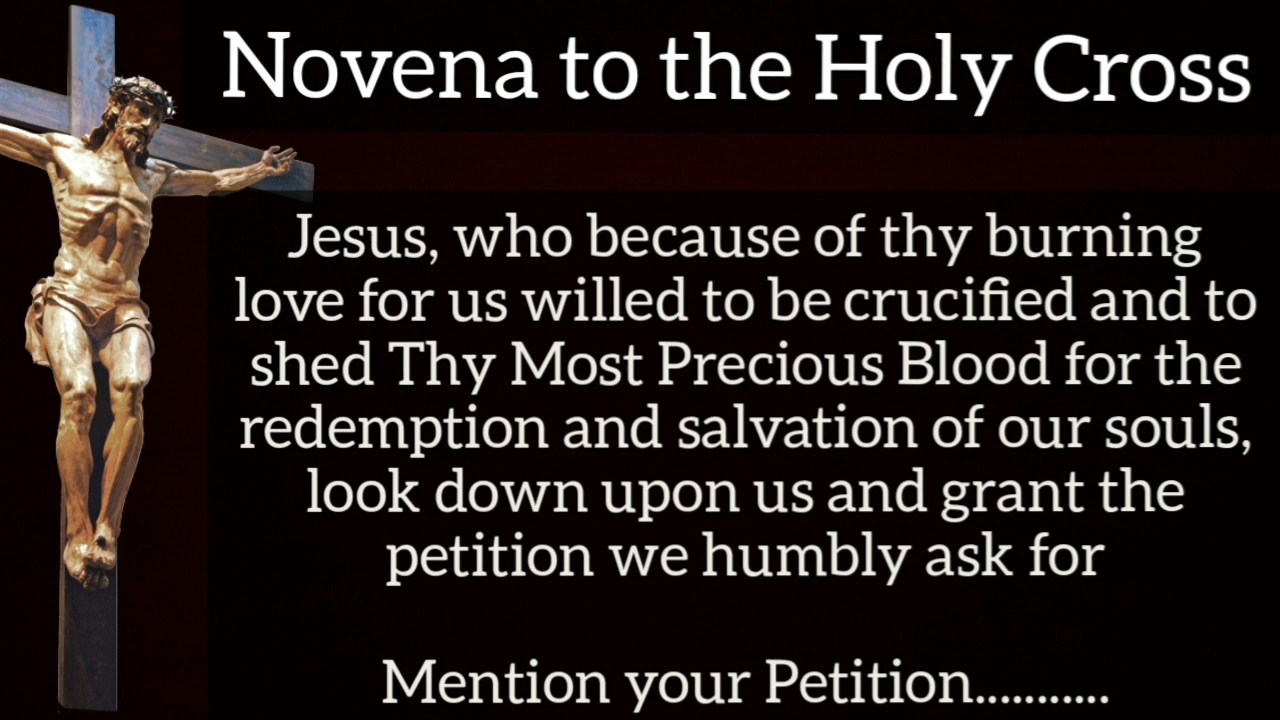 Novena to the Holy Cross
Jesus, who because of thy burning
love for us willed to be crucified and to
shed Thy Most Precious Blood for the
redemption and salvation of our souls,
look down upon us and grant the
petition we humbly ask for
Mention your Petition...........